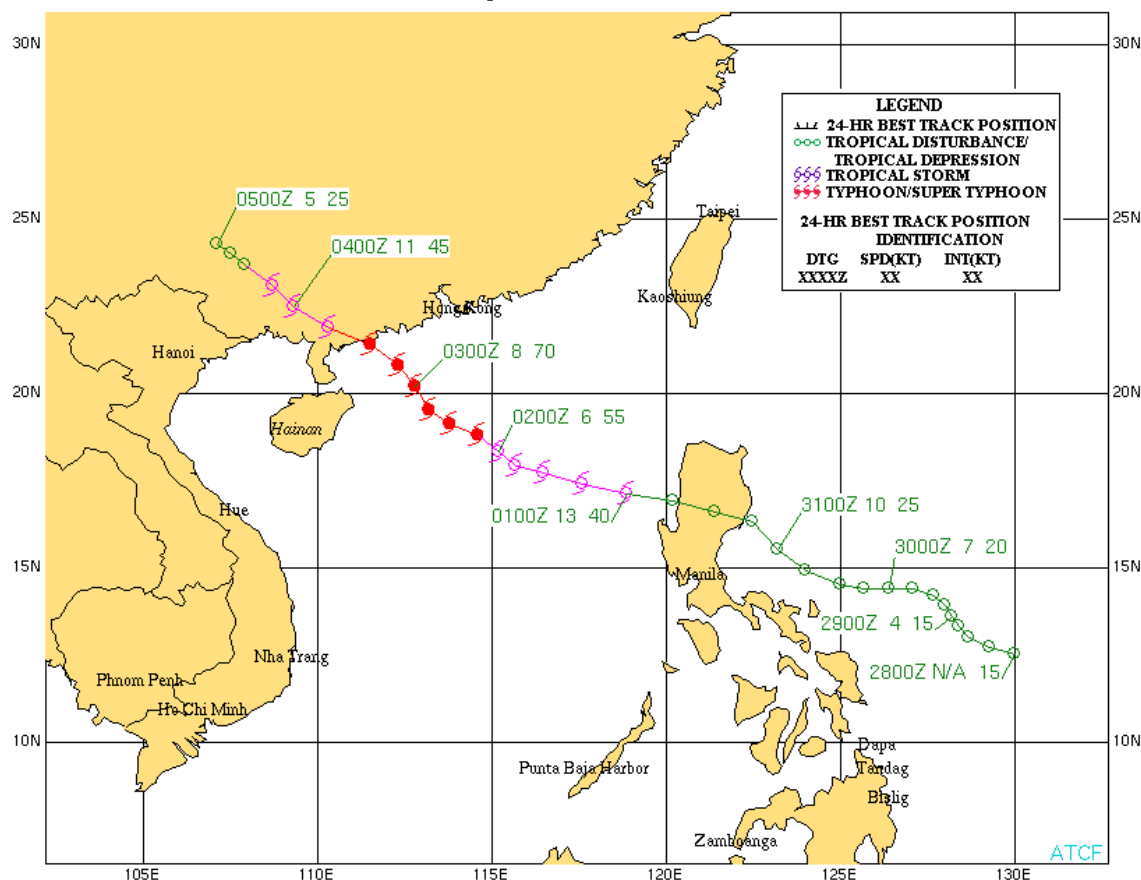 30N
30N
LEGEND
24-HR BEST TRACK POSITION
TROPICAL DISTURBANCE/
TROPICAL DEPRESSION
TROPICAL STORM
TYPHOON/SUPER TYPHOON
24-HR BEST TRACK POSITION
IDENTIFICATION
DTG SPD(KT) INT(KT)
XXXXZ XX XX
0500Z 5 25
25N
Taipei
25N
0400Z 11 45
Kaoshiung
Hong Kong
Hanoi
0300Z 8 70
20N
20N
Hainan
0200Z 6 55
Hue
0100Z 13 40
3100Z 10 25
3000Z 7 20
15N
Manila
15N
2900Z 4 15
Nha Trang
2800Z N/A 15
Phnom Penh
Ho Chi Minh
10N
Dapa
10N
Punta Baja Harbor
Tandag
Bislig
Zamboanga
ATCF
105E
110E
115E
120E
125E
130E